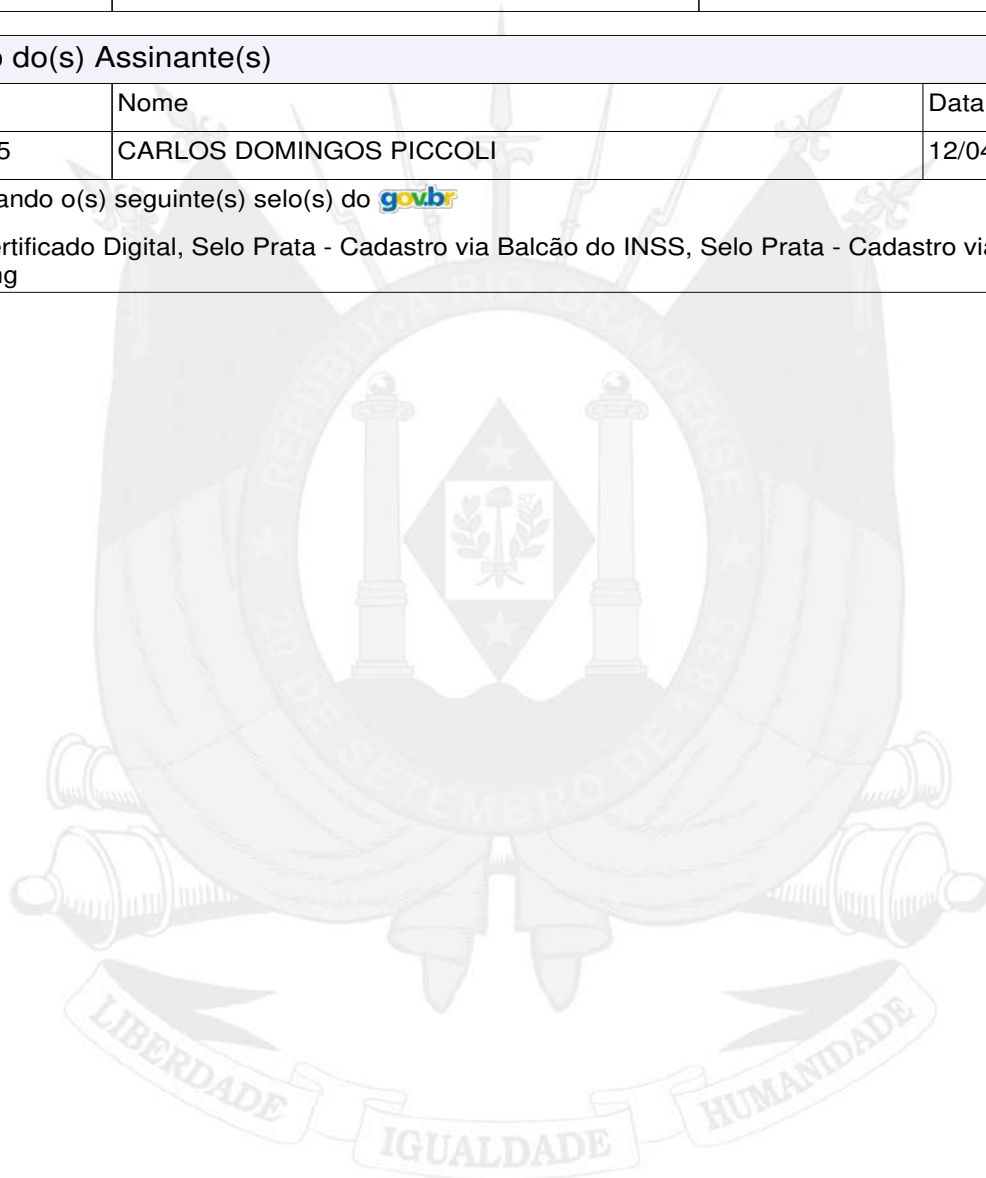 do(s) Assinante(s)
Nome
Data
5
CARLOS DOMINGOS PICCOLI
12/04
ando o(s) seguinte(s) selo(s) do gov.br
ertificado Digital, Selo Prata - Cadastro via Balcão do INSS, Selo Prata - Cadastro via
g
REPÚBLICA RIO GRANDENSE
20 DE SETEMBRO DE 1835
LIBERDADE
IGUALDADE
HUMANIDADE